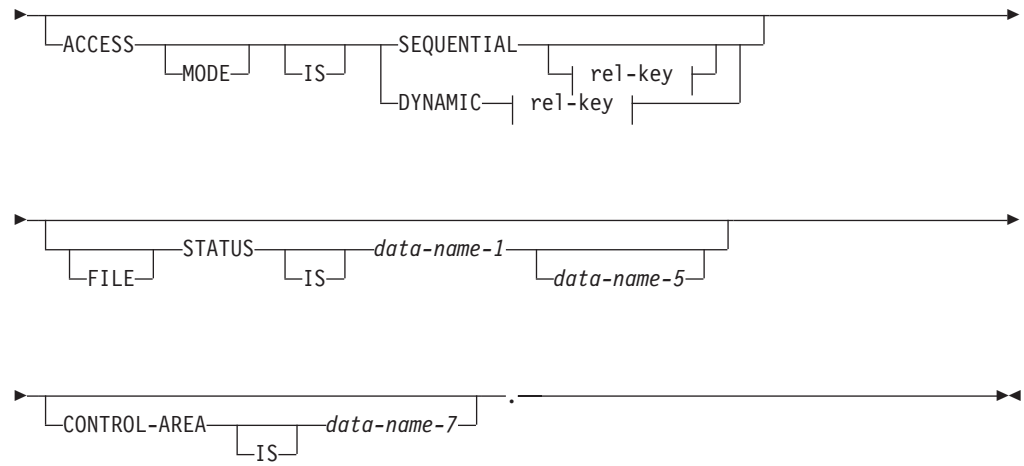 ACCESS MODE IS SEQUENTIAL rel-key
DYNAMIC rel-key
FILE STATUS IS data-name-1 data-name-5
CONTROL-AREA IS data-name-7 .